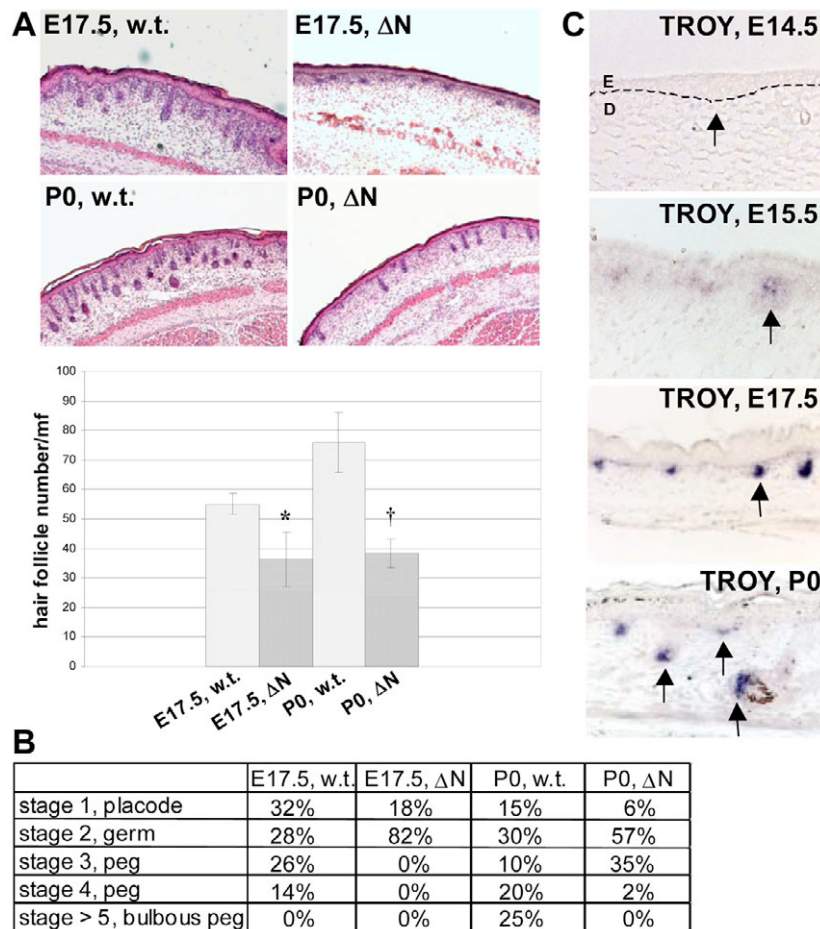 A
E17.5, w.t.
E17.5, ΔN
P0, w.t.
P0, ΔN
hair follicle number/mf
100
90
80
70
60
50
40
30
20
10
0
*
†
E17.5, w.t.
E17.5, ΔN
P0, w.t.
P0, ΔN
B
E17.5, w.t. E17.5, ΔN P0, w.t. P0, ΔN
stage 1, placode 32% 18% 15% 6%
stage 2, germ 28% 82% 30% 57%
stage 3, peg 26% 0% 10% 35%
stage 4, peg 14% 0% 20% 2%
stage > 5, bulbous peg 0% 0% 25% 0%
C
TROY, E14.5
E
D
TROY, E15.5
TROY, E17.5
TROY, P0